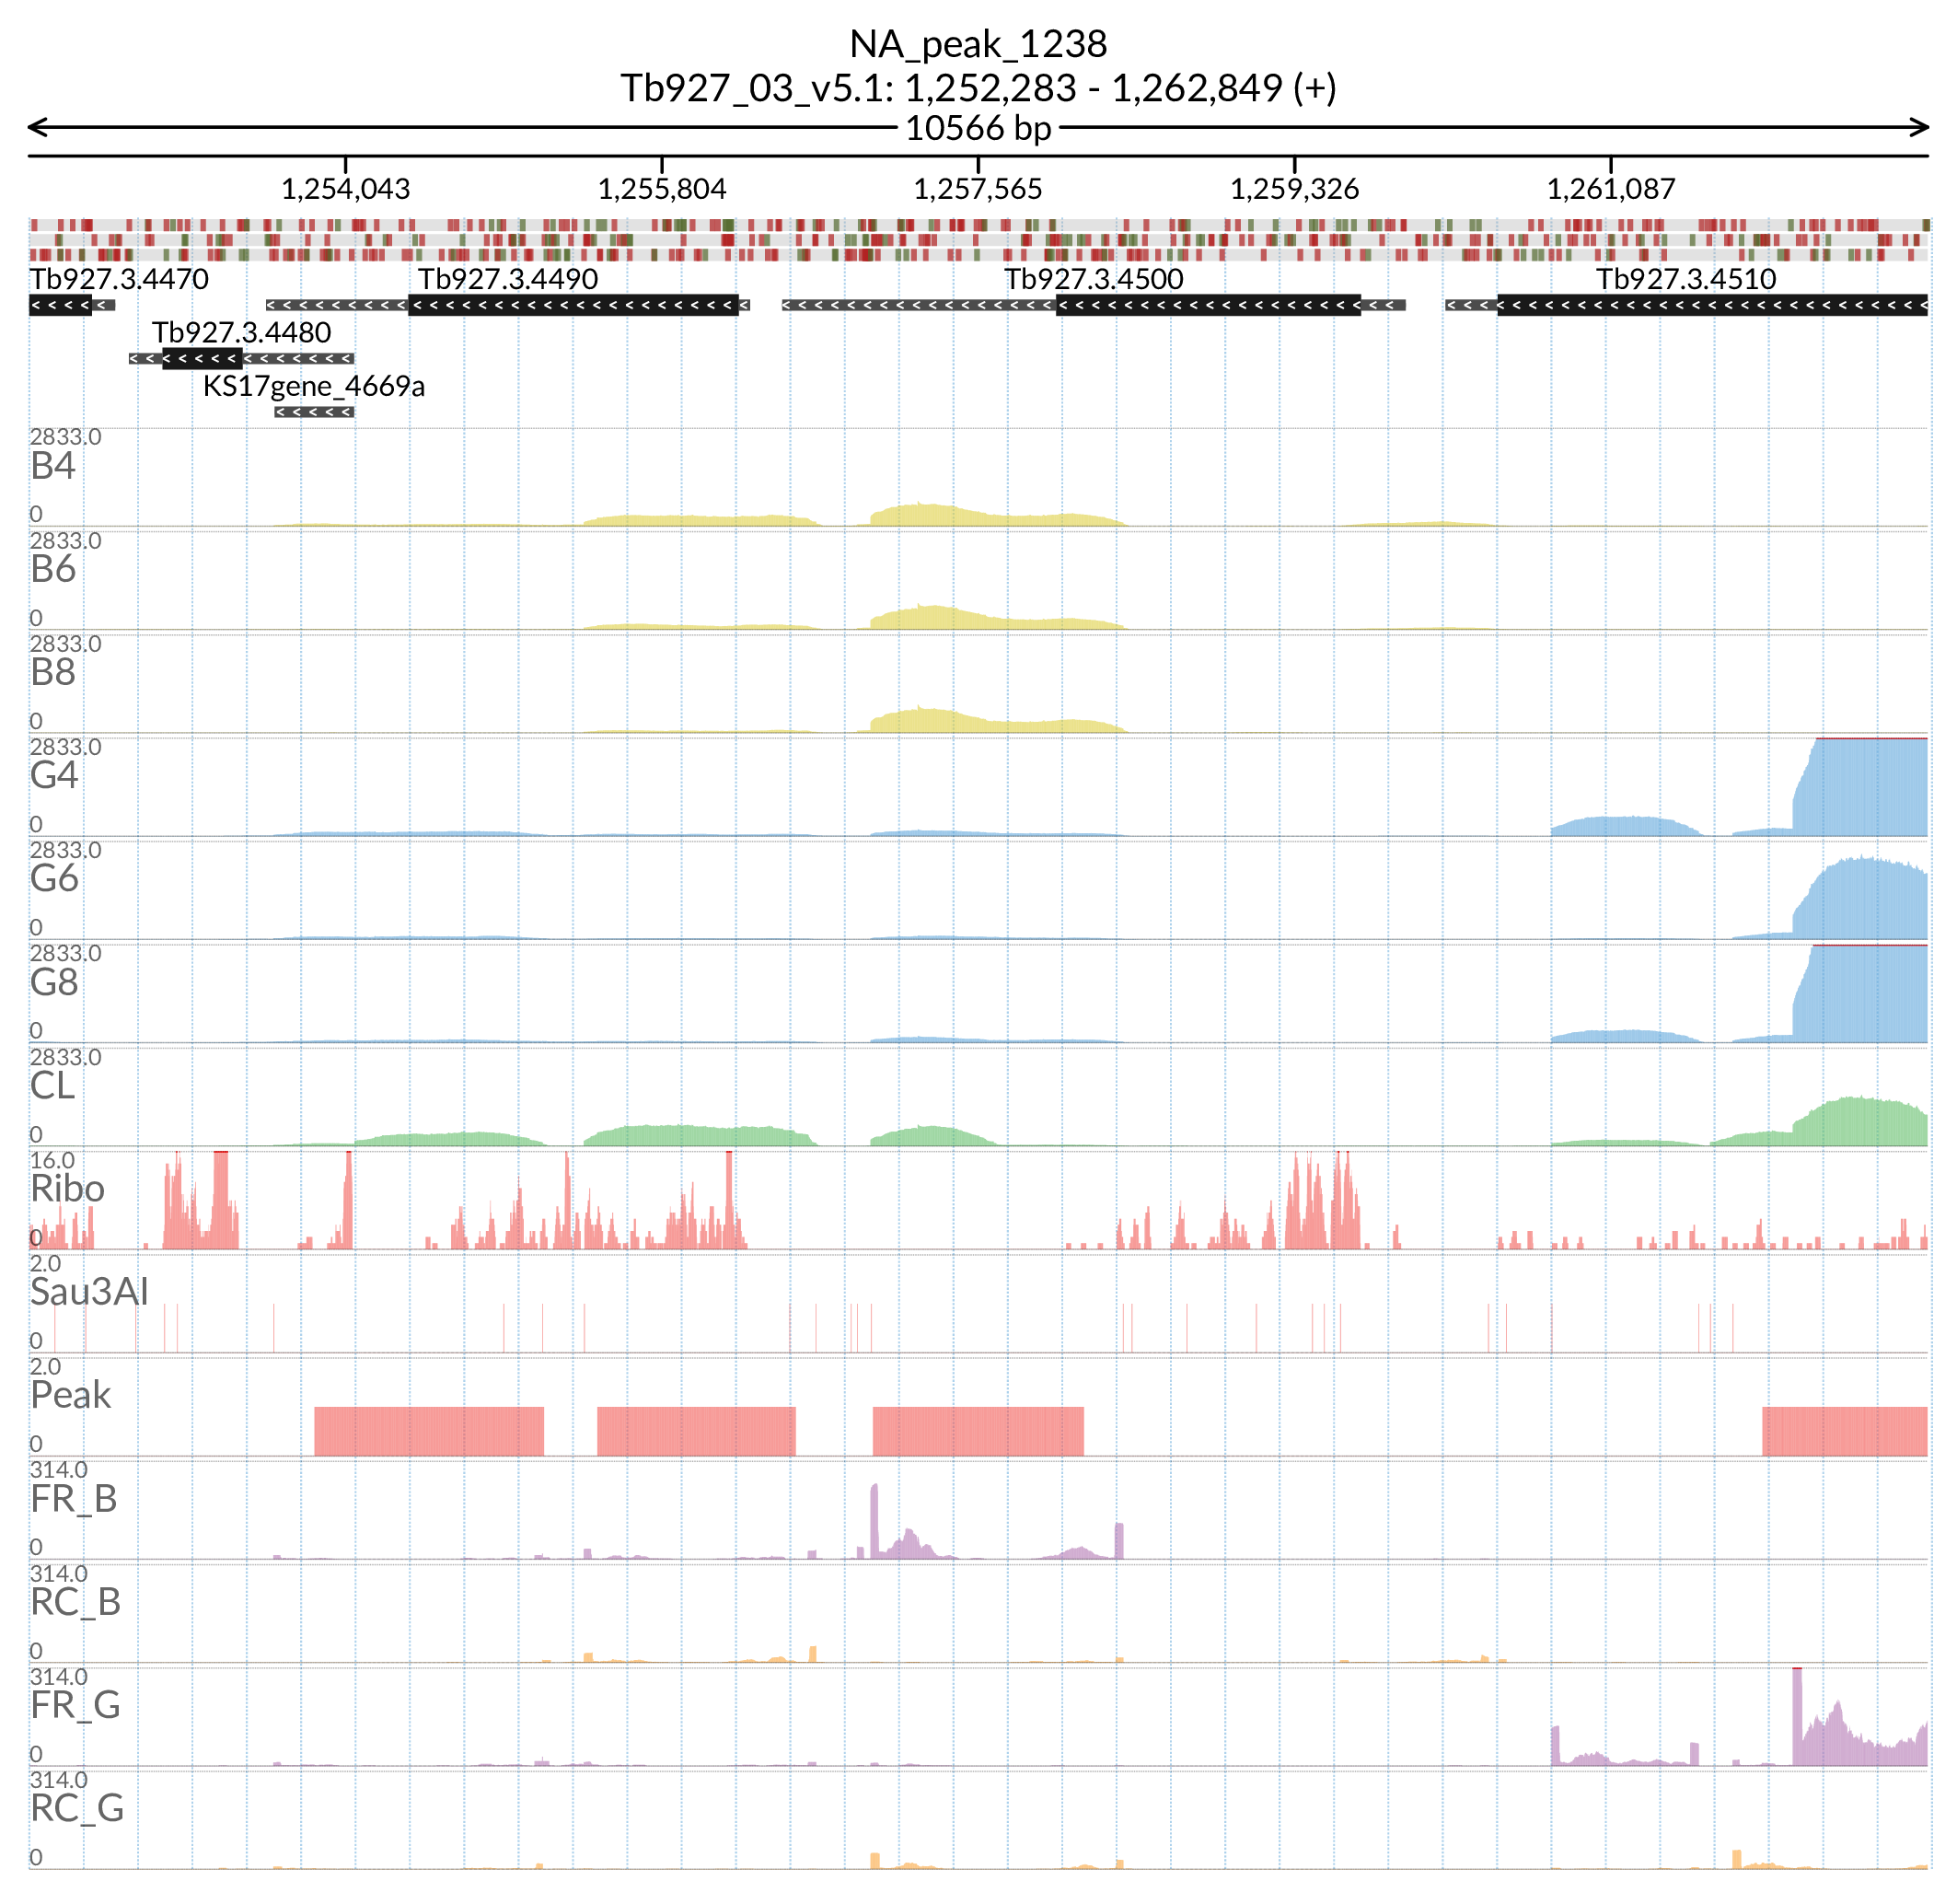 NA_peak_1238
Tb927_03_v5.1: 1,252,283 - 1,262,849 (+)
10566 bp
1,254,043 1,255,804 1,257,565 1,259,326 1,261,087
Tb927.3.4470 Tb927.3.4490 Tb927.3.4500 Tb927.3.4510
Tb927.3.4480
KS17gene_4669a
2833.0
B4
0
2833.0
B6
0
2833.0
B8
0
2833.0
G4
0
2833.0
G6
0
2833.0
G8
0
2833.0
CL
0
16.0
Ribo
0
2.0
Sau3AI
0
2.0
Peak
0
314.0
FR_B
0
314.0
RC_B
0
314.0
FR_G
0
314.0
RC_G
0